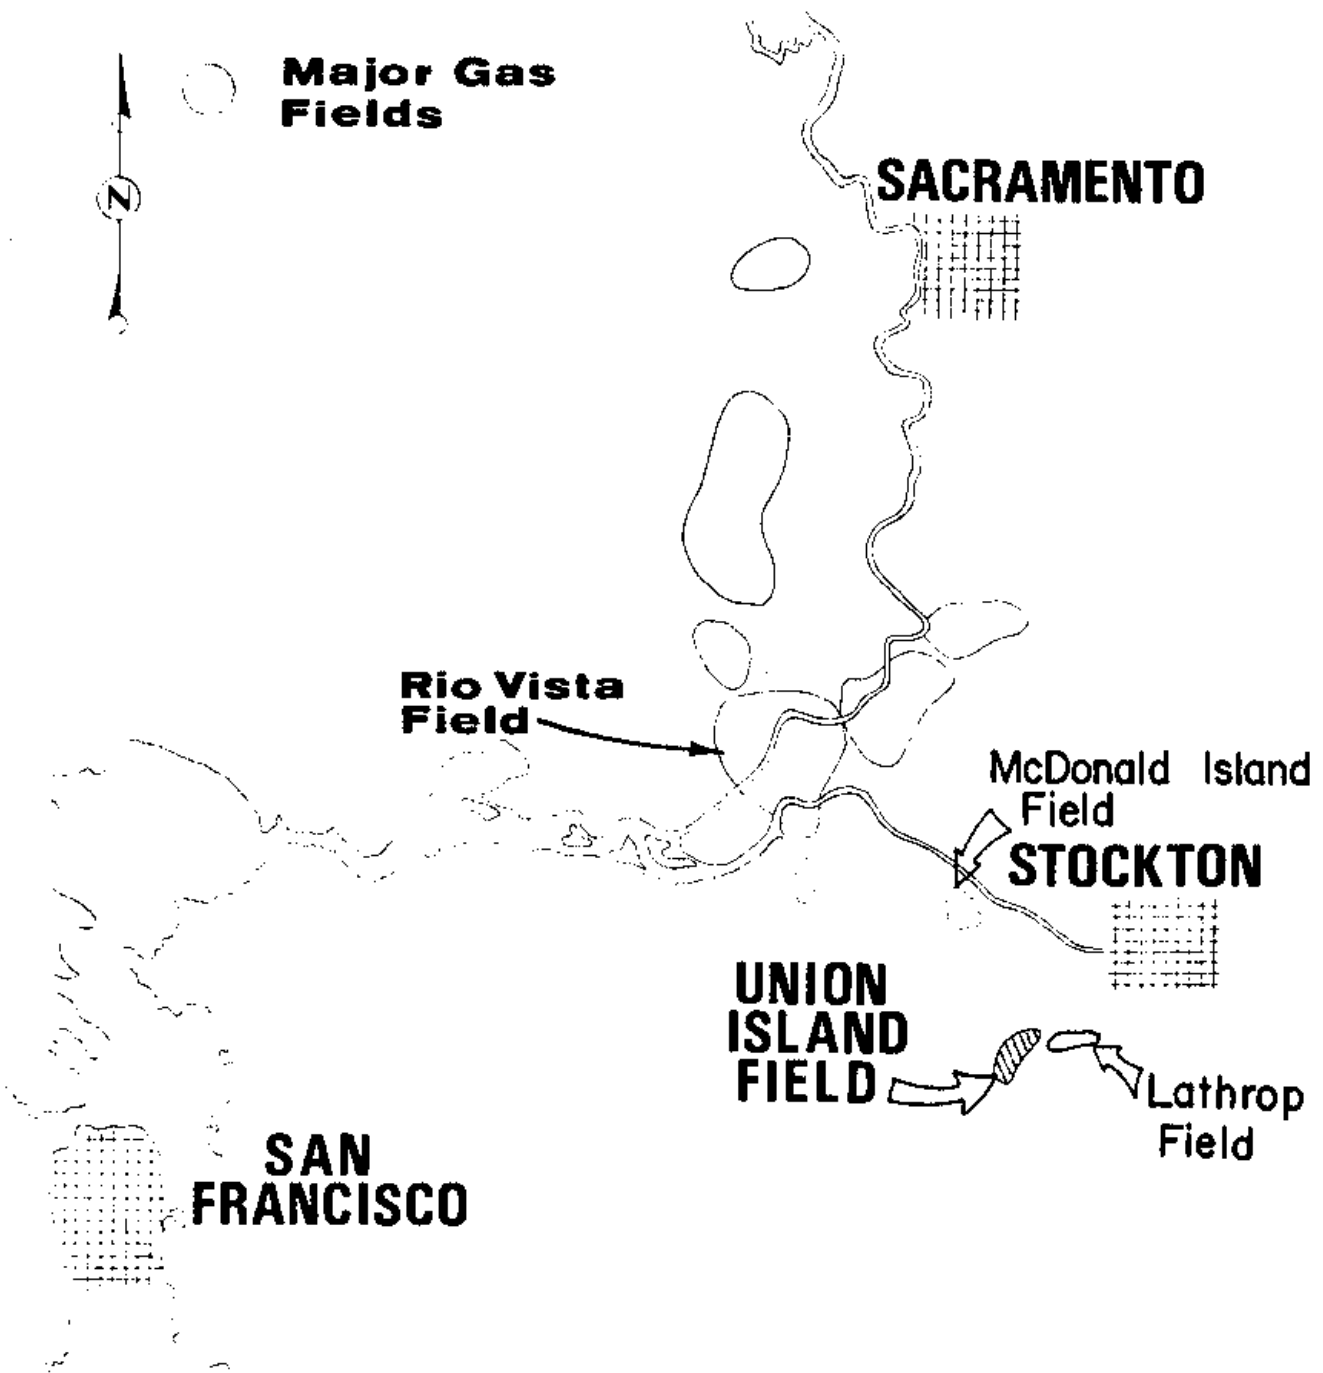 Major Gas
Fields
N
SACRAMENTO
Rio Vista
Field
McDonald Island
Field
STOCKTON
UNION
ISLAND
FIELD
Lathrop
Field
SAN
FRANCISCO